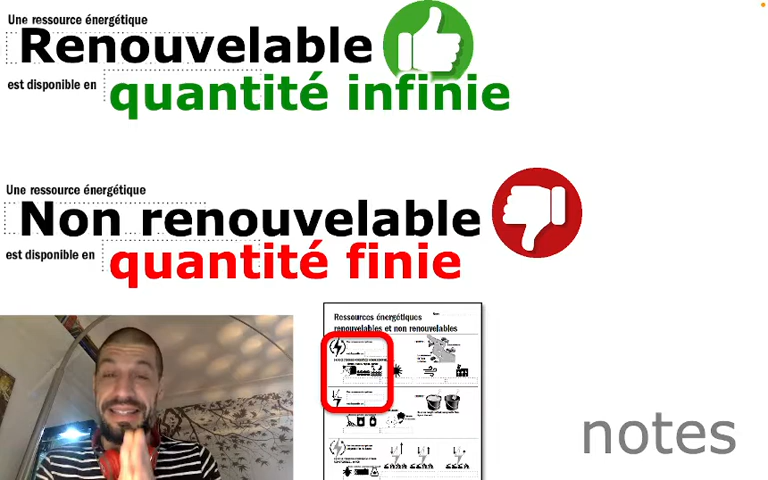 Une ressource énergétique
Renouvelable
est disponible en
quantité infinie
Une ressource énergétique
Non renouvelable
est disponible en
quantité finie
Ressources énergétiques
renouvelables et non renouvelables
notes